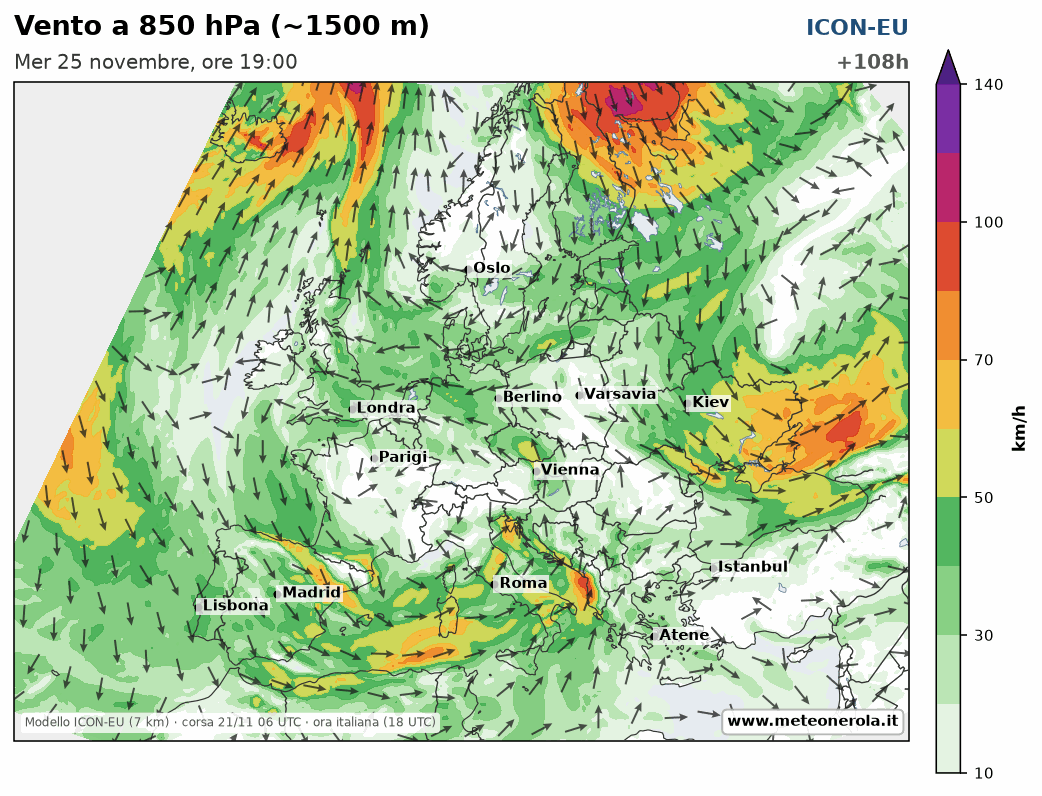 Vento a 850 hPa (~1500 m)
ICON-EU
Mer 25 novembre, ore 19:00
+108h
140
100
70
50
30
10
km/h
Oslo
Berlino
Varsavia
Kiev
Londra
Parigi
Vienna
Istanbul
Roma
Madrid
Lisbona
Atene
Modello ICON-EU (7 km) · corsa 21/11 06 UTC · ora italiana (18 UTC)
www.meteonerola.it